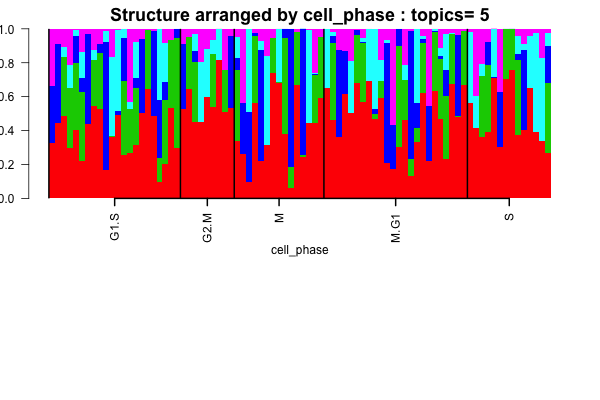 Structure arranged by cell_phase : topics= 5
1.0
0.8
0.6
0.4
0.2
0.0
G1.S
G2.M
M
M.G1
S
cell_phase